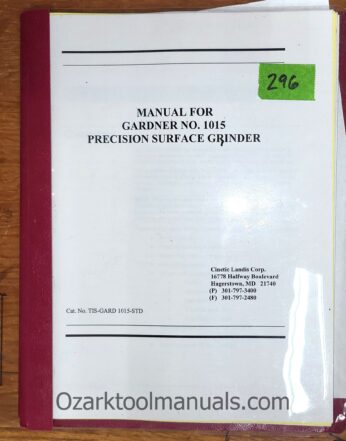 296
MANUAL FOR
GARDNER NO. 1015
PRECISION SURFACE GRINDER
Cinetic Landis Corp.
16778 Halfway Boulevard
Hagerstown, MD 21740
(P) 301-797-3400
(F) 301-797-2480
Cat. No. TIS-GARD 1015-STD
Ozarktoolmanuals.com